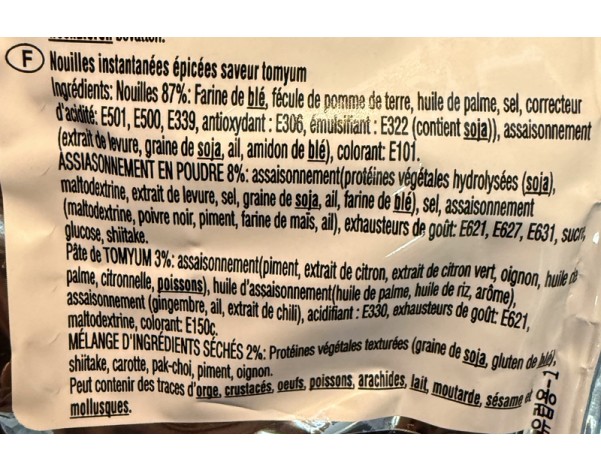 F Nouilles instantanées épicées saveur tomyum
Ingrédients: Nouilles 87%: Farine de blé, fécule de pomme de terre, huile de palme, sel, correcteur
d'acidité: E501, E500, E339, antioxydant : E306, émulsifiant : E322 (contient soja)), assaisonnement
(extrait de levure, graine de soja, ail, amidon de blé), colorant: E101.
ASSIASONNEMENT EN POUDRE 8%: assaisonnement(protéines végétales hydrolysées (soja),
maltodextrine, extrait de levure, sel, graine de soja, ail, farine de blé), sel, assaisonnement
(maltodextrine, poivre noir, piment, farine de maïs, ail), exhausteurs de goût: E621, E627, E631, sucre,
glucose, shiitake.
Pâte de TOMYUM 3%: assaisonnement(piment, extrait de citron, extrait de citron vert, oignon, huile de
palme, citronnelle, poissons), huile d'assaisonnement(huile de palme, huile de riz, arôme),
assaisonnement (gingembre, ail, extrait de chili), acidifiant : E330, exhausteurs de goût: E621,
maltodextrine, colorant: E150c.
MÉLANGE D'INGRÉDIENTS SÉCHÉS 2%: Protéines végétales texturées (graine de soja, gluten de blé),
shiitake, carotte, pak-choi, piment, oignon.
Peut contenir des traces d'orge, crustacés, oeufs, poissons, arachides, lait, moutarde, sésame et
mollusques.